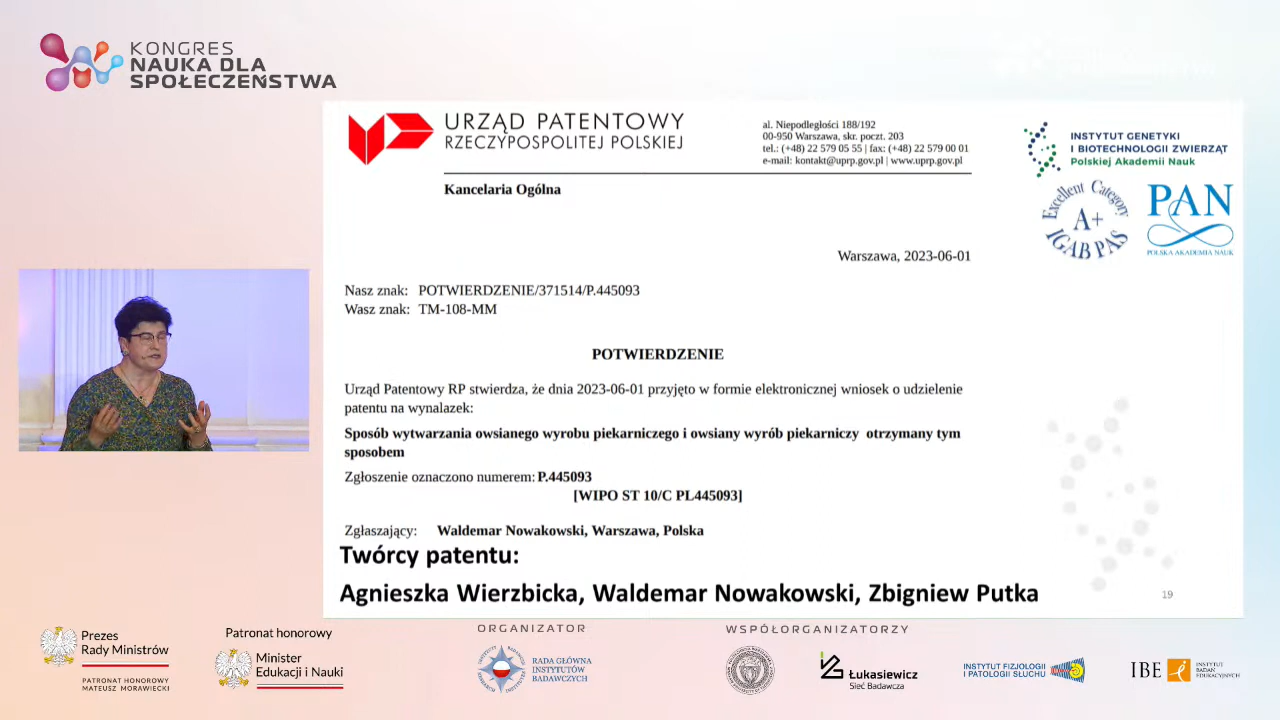 KONGRES
NAUKA DLA
SPOŁECZEŃSTWA
URZĄD PATENTOWY
RZECZYPOSPOLITEJ POLSKIEJ
al. Niepodległości 188/192
00-950 Warszawa, skr. poczt. 203
tel.: (+48) 22 579 05 55 | fax: (+48) 22 579 00 01
e-mail: kontakt@uprp.gov.pl | www.uprp.gov.pl
INSTYTUT GENETYKI
I BIOTECHNOLOGII ZWIERZĄT
Polskiej Akademii Nauk
Excellent Category
A+
IGAB PAS
PAN
POLSKA AKADEMIA NAUK
Kancelaria Ogólna
Warszawa, 2023-06-01
Nasz znak: POTWIERDZENIE/371514/P.445093
Wasz znak: TM-108-MM
POTWIERDZENIE
Urząd Patentowy RP stwierdza, że dnia 2023-06-01 przyjęto w formie elektronicznej wniosek o udzielenie
patentu na wynalazek:
Sposób wytwarzania owsianego wyrobu piekarniczego i owsiany wyrób piekarniczy otrzymany tym
sposobem
Zgłoszenie oznaczono numerem: P.445093
[WIPO ST 10/C PL445093]
Zgłaszający: Waldemar Nowakowski, Warszawa, Polska
Twórcy patentu:
Agnieszka Wierzbicka, Waldemar Nowakowski, Zbigniew Putka
19
Prezes
Rady Ministrów
PATRONAT HONOROWY
MATEUSZ MORAWIECKI
Patronat honorowy
Minister
Edukacji i Nauki
ORGANIZATOR
RADA GŁÓWNA
INSTYTUTÓW
BADAWCZYCH
WSPÓŁORGANIZATORZY
Łukasiewicz
Sieć Badawcza
INSTYTUT FIZJOLOGII
I PATOLOGII SŁUCHU
IBE
INSTYTUT
BADAŃ
EDUKACYJNYCH